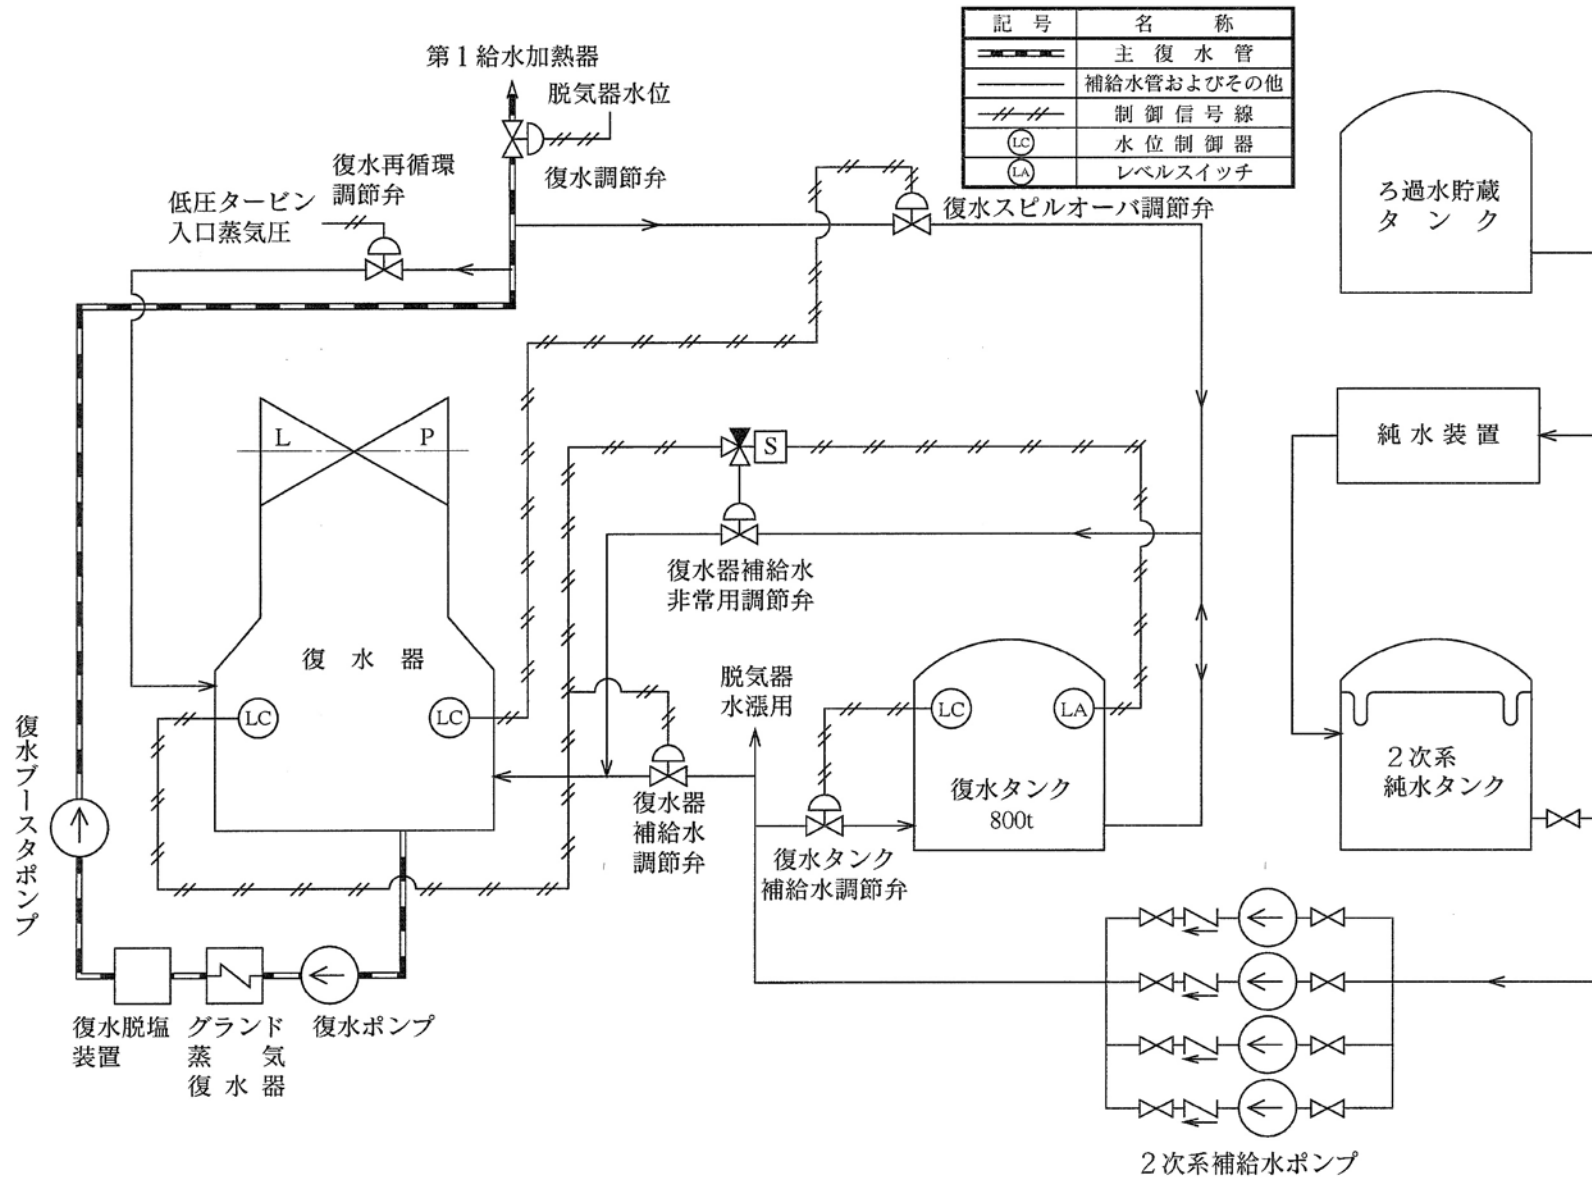 記号 名称
主復水管
補給水管およびその他
制御信号線
LC 水位制御器
LA レベルスイッチ
第1給水加熱器
脱気器水位
復水調節弁
復水再循環
調節弁
低圧タービン
入口蒸気圧
復水スピルオーバ調節弁
ろ過水貯蔵
タンク
純水装置
L P
S
復水器補給水
非常用調節弁
復水器
LC
LC
脱気器
水漲用
LC
LA
復水タンク
800t
2次系
純水タンク
復水器
補給水
調節弁
復水タンク
補給水調節弁
復水ブースタポンプ
復水脱塩
装置
グランド
蒸気
復水器
復水ポンプ
2次系補給水ポンプ